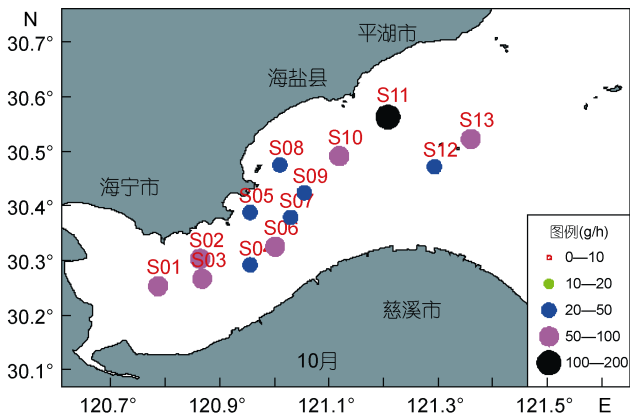 N
30.7°
30.6°
30.5°
30.4°
30.3°
30.2°
30.1°
平湖市
海盐县
海宁市
慈溪市
10月
S11
S13
S10
S08
S12
S09
S05
S07
S02
S06
S04
S01
S03
图例(g/h)
0—10
10—20
20—50
50—100
100—200
120.7° 120.9° 121.1° 121.3° 121.5° E